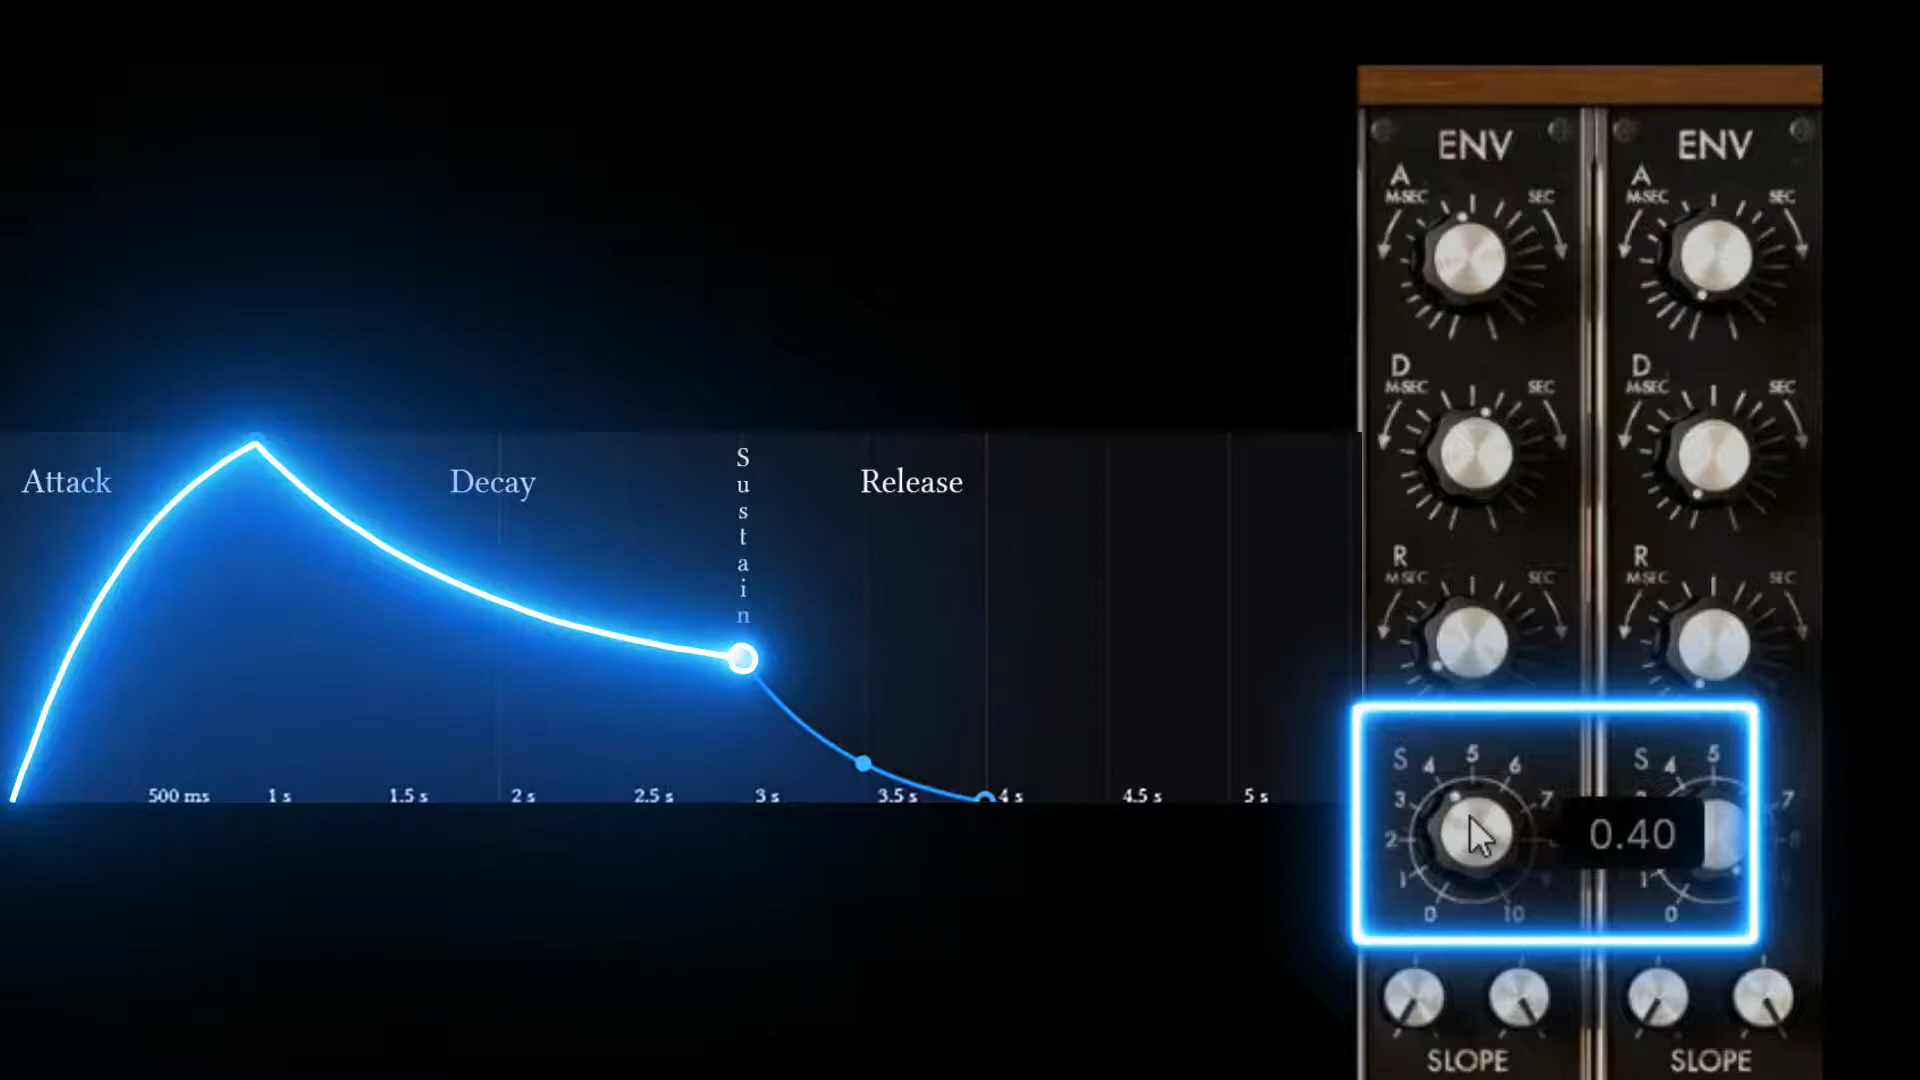 ENV ENV
A A
M-SEC SEC M-SEC SEC
D D
M-SEC SEC M-SEC SEC
Attack Decay Sustain Release
R R
M-SEC SEC M-SEC SEC
S 4 5 6 S 4 5
3 7 7
2 0.40
1 1
0 10 0
500 ms 1 s 1.5 s 2 s 2.5 s 3 s 3.5 s 4 s 4.5 s 5 s
SLOPE SLOPE